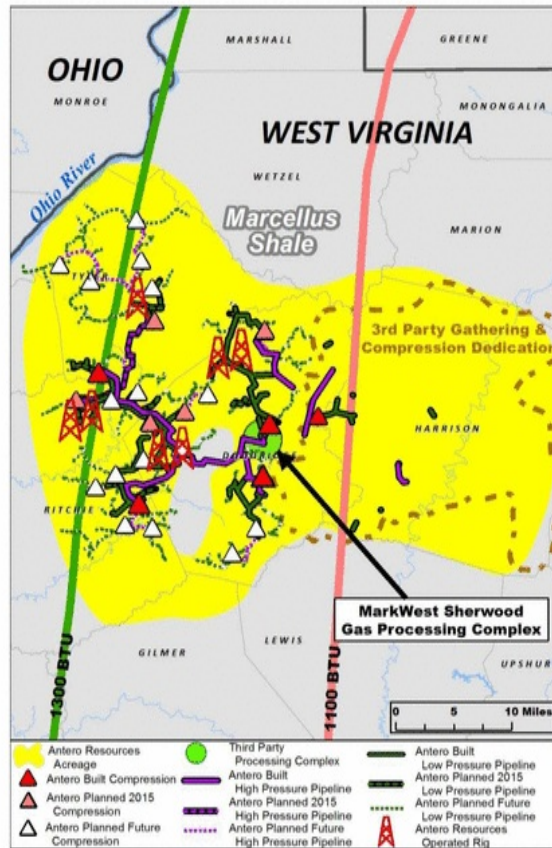 MARSHALL
GREENE
OHIO
MONROE
MONONGALIA
WEST VIRGINIA
Ohio River
WETZEL
Marcellus
Shale
MARION
TYLER
3rd Party Gathering &
Compression Dedication
HARRISON
DODDRIDGE
RITCHIE
MarkWest Sherwood
Gas Processing Complex
LEWIS
GILMER
UPSHUR
1300 BTU
1100 BTU
0 5 10 Miles
Antero Resources
Acreage
Antero Built Compression
Antero Planned 2015
Compression
Antero Planned Future
Compression
Third Party
Processing Complex
Antero Built
High Pressure Pipeline
Antero Planned 2015
High Pressure Pipeline
Antero Planned Future
High Pressure Pipeline
Antero Built
Low Pressure Pipeline
Antero Planned 2015
Low Pressure Pipeline
Antero Planned Future
Low Pressure Pipeline
Antero Resources
Operated Rig